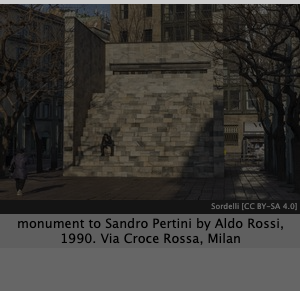 Sordelli [CC BY-SA 4.0]
monument to Sandro Pertini by Aldo Rossi,
1990. Via Croce Rossa, Milan